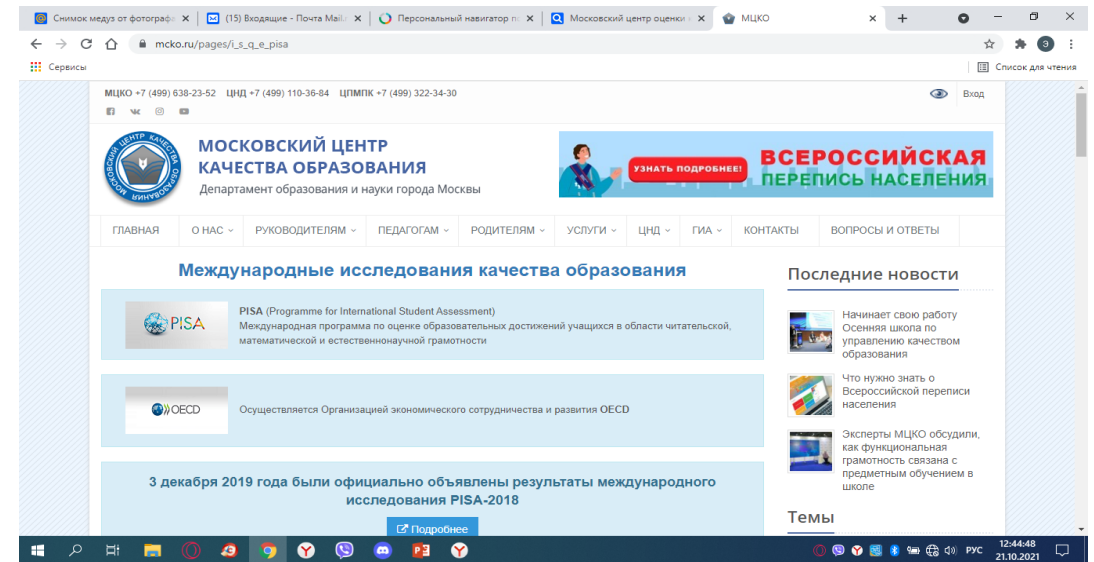 Снимок медуз от фотографа
(15) Входящие - Почта Mail.
Персональный навигатор п
Московский центр оценки
МЦКО
mcko.ru/pages/i_s_q_e_pisa
Э
Сервисы
Список для чтения
МЦКО +7 (499) 638-23-52 ЦНД +7 (499) 110-36-84 ЦПМПК +7 (499) 322-34-30
Вход
МОСКОВСКИЙ ЦЕНТР КАЧЕСТВА ОБРАЗОВАНИЯ
МОСКОВСКИЙ ЦЕНТР
КАЧЕСТВА ОБРАЗОВАНИЯ
Департамент образования и науки города Москвы
УЗНАТЬ ПОДРОБНЕЕ!
ВСЕРОССИЙСКАЯ
ПЕРЕПИСЬ НАСЕЛЕНИЯ
ГЛАВНАЯ О НАС РУКОВОДИТЕЛЯМ ПЕДАГОГАМ РОДИТЕЛЯМ УСЛУГИ ЦНД ГИА КОНТАКТЫ ВОПРОСЫ И ОТВЕТЫ
Международные исследования качества образования
PISA
PISA (Programme for International Student Assessment)
Международная программа по оценке образовательных достижений учащихся в области читательской,
математической и естественнонаучной грамотности
OECD
Осуществляется Организацией экономического сотрудничества и развития OECD
3 декабря 2019 года были официально объявлены результаты международного
исследования PISA-2018
Подробнее
Последние новости
Начинает свою работу
Осенняя школа по
управлению качеством
образования
Что нужно знать о
Всероссийской переписи
населения
Эксперты МЦКО обсудили,
как функциональная
грамотность связана с
предметным обучением в
школе
Темы
РУС
12:44:48
21.10.2021